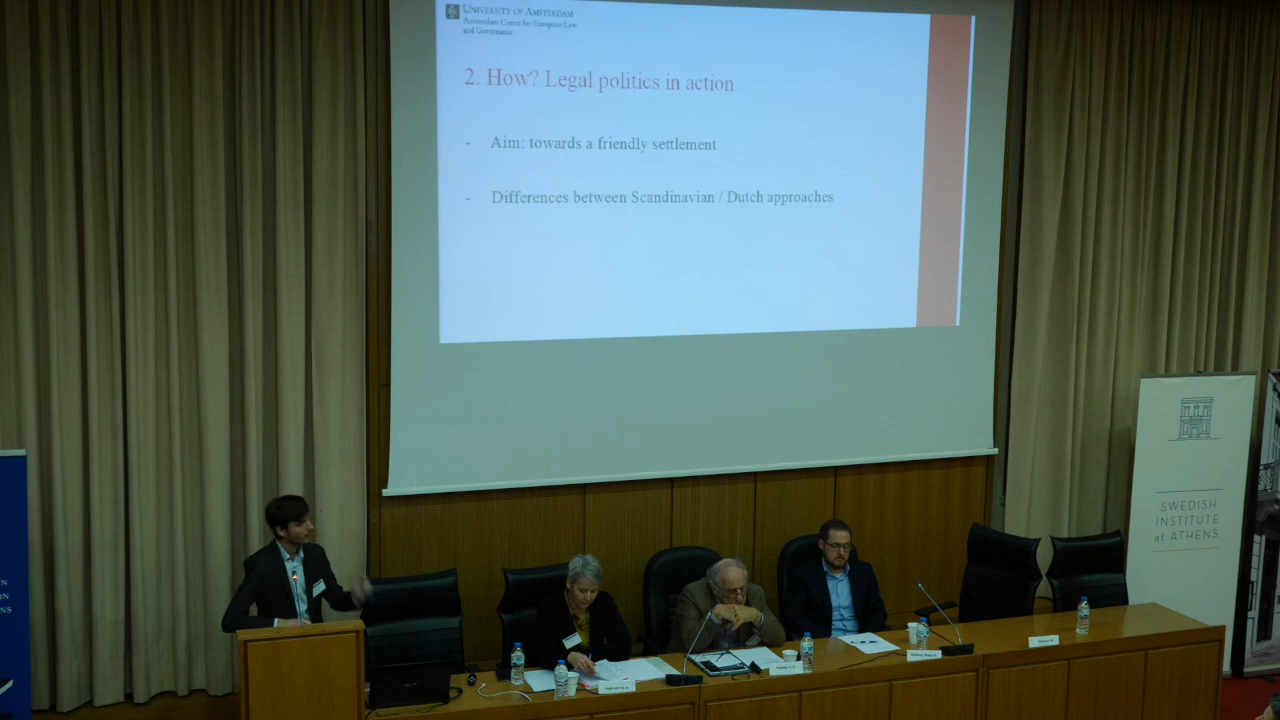 UNIVERSITY OF AMSTERDAM
Amsterdam Centre for European Law
and Governance
2. How? Legal politics in action
- Aim: towards a friendly settlement
- Differences between Scandinavian / Dutch approaches
SWEDISH
INSTITUTE
at ATHENS